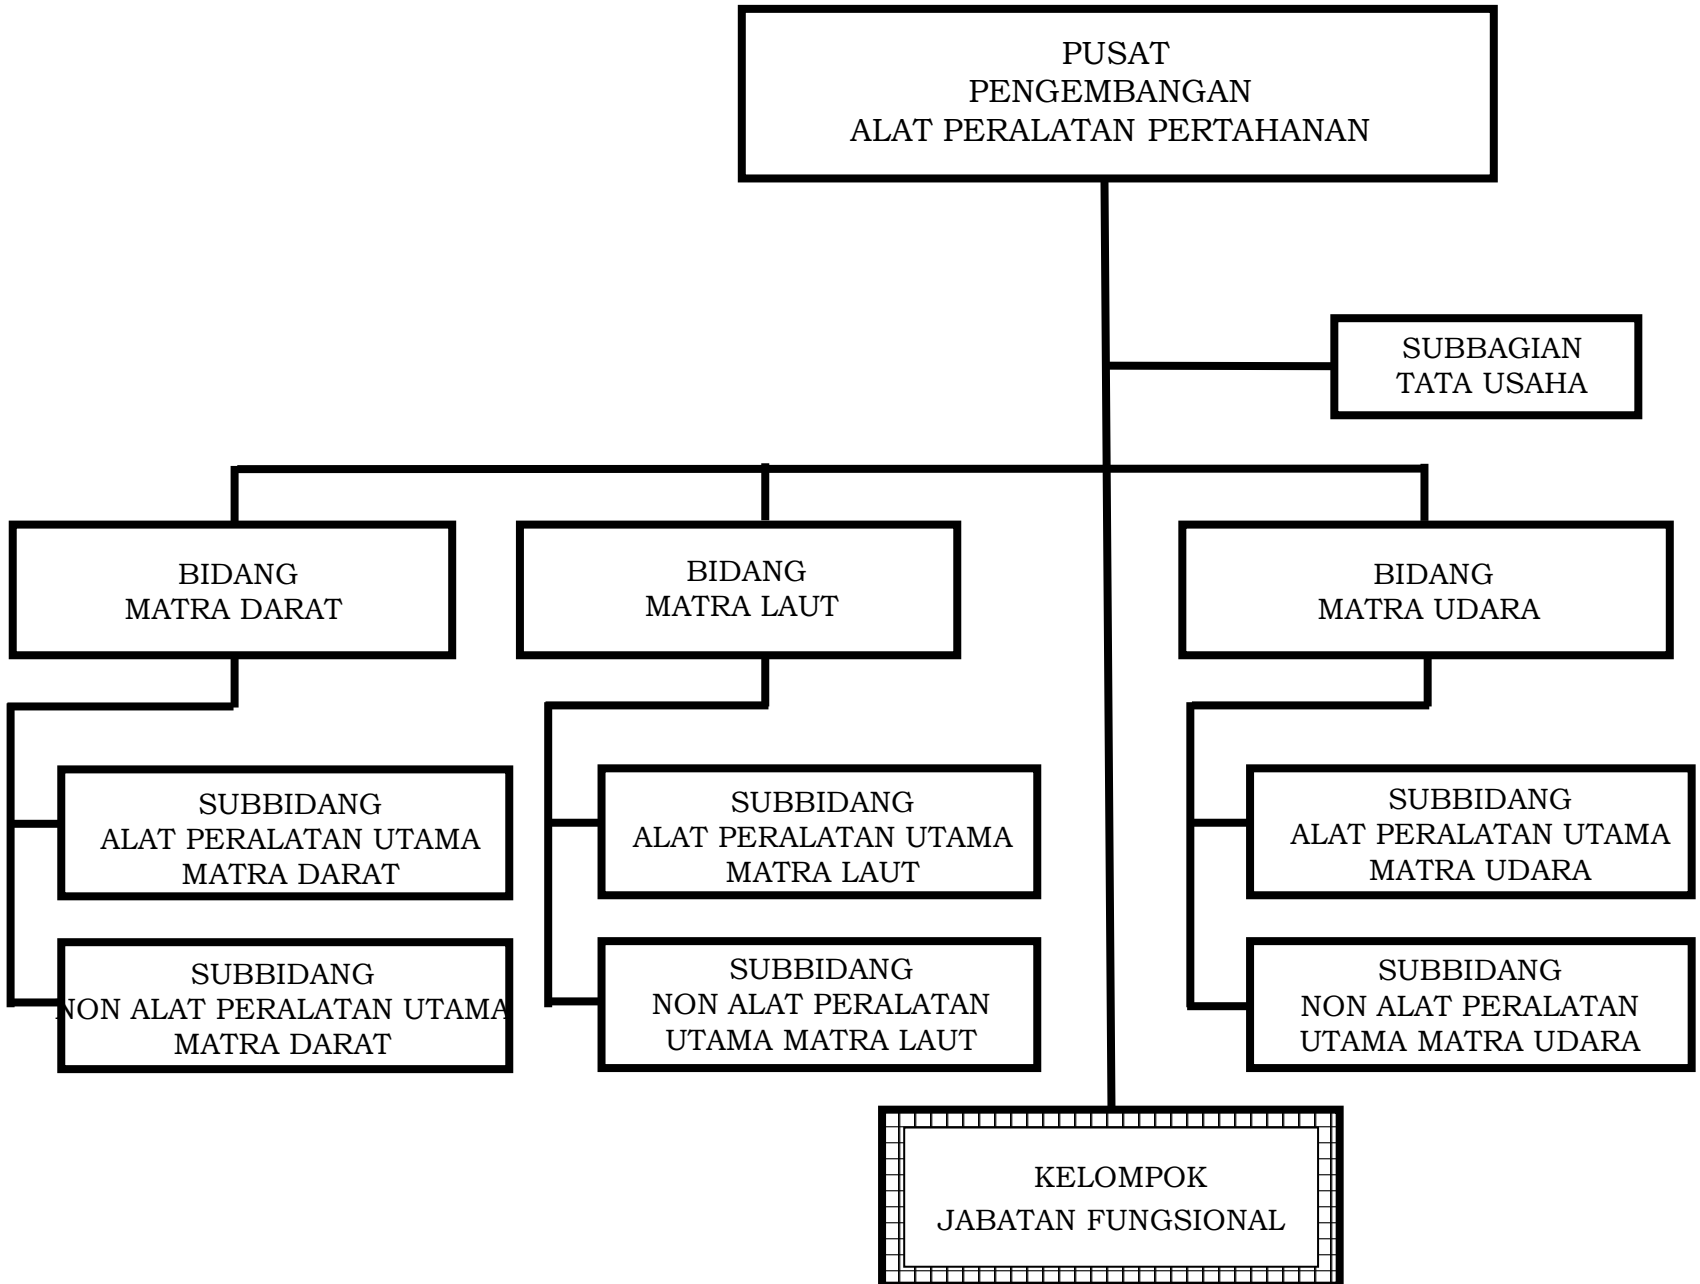 PUSAT
PENGEMBANGAN
ALAT PERALATAN PERTAHANAN
SUBBAGIAN
TATA USAHA
BIDANG
MATRA DARAT
BIDANG
MATRA LAUT
BIDANG
MATRA UDARA
SUBBIDANG
ALAT PERALATAN UTAMA
MATRA DARAT
SUBBIDANG
ALAT PERALATAN UTAMA
MATRA LAUT
SUBBIDANG
ALAT PERALATAN UTAMA
MATRA UDARA
SUBBIDANG
NON ALAT PERALATAN UTAMA
MATRA DARAT
SUBBIDANG
NON ALAT PERALATAN
UTAMA MATRA LAUT
SUBBIDANG
NON ALAT PERALATAN
UTAMA MATRA UDARA
KELOMPOK
JABATAN FUNGSIONAL